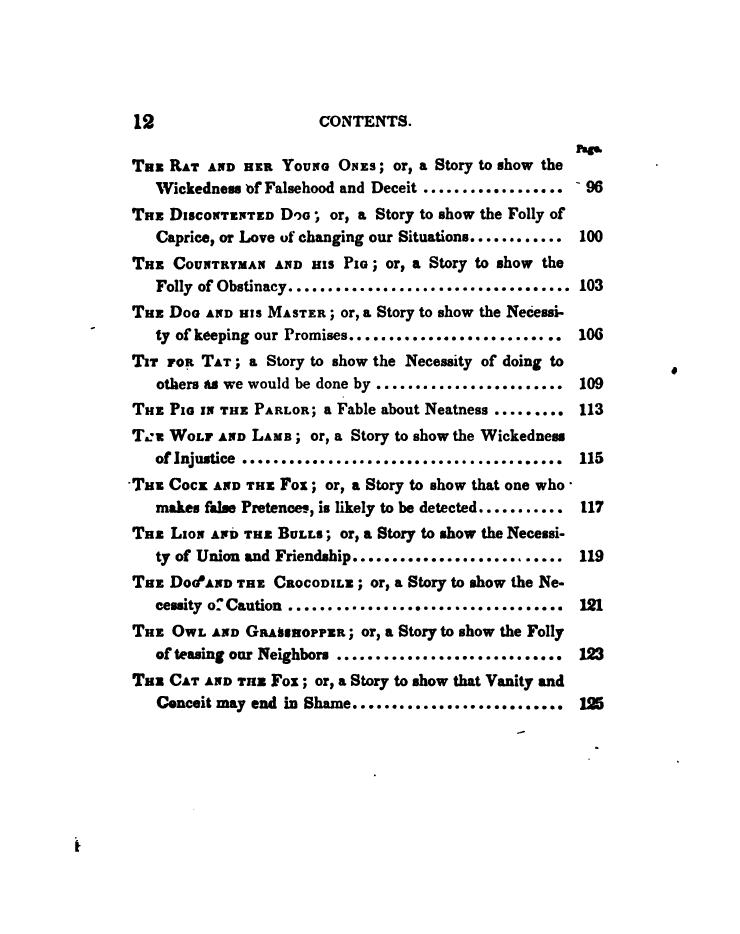 12 CONTENTS.
Page.
THE RAT AND HER YOUNG ONES; or, a Story to show the
Wickedness of Falsehood and Deceit .................. 96
THE DISCONTENTED DOG; or, a Story to show the Folly of
Caprice, or Love of changing our Situations............ 100
THE COUNTRYMAN AND HIS PIG; or, a Story to show the
Folly of Obstinacy.................................... 103
THE DOG AND HIS MASTER; or, a Story to show the Necessi-
ty of keeping our Promises........................... 106
TIT FOR TAT; a Story to show the Necessity of doing to
others as we would be done by ........................ 109
THE PIG IN THE PARLOR; a Fable about Neatness ......... 113
THE WOLF AND LAMB; or, a Story to show the Wickedness
of Injustice ......................................... 115
THE COCK AND THE FOX; or, a Story to show that one who
makes false Pretences, is likely to be detected........... 117
THE LION AND THE BULLS; or, a Story to show the Necessi-
ty of Union and Friendship........................... 119
THE DOG AND THE CROCODILE; or, a Story to show the Ne-
cessity of Caution ................................... 121
THE OWL AND GRASSHOPPER; or, a Story to show the Folly
of teasing our Neighbors ............................. 123
THE CAT AND THE FOX; or, a Story to show that Vanity and
Conceit may end in Shame........................... 125